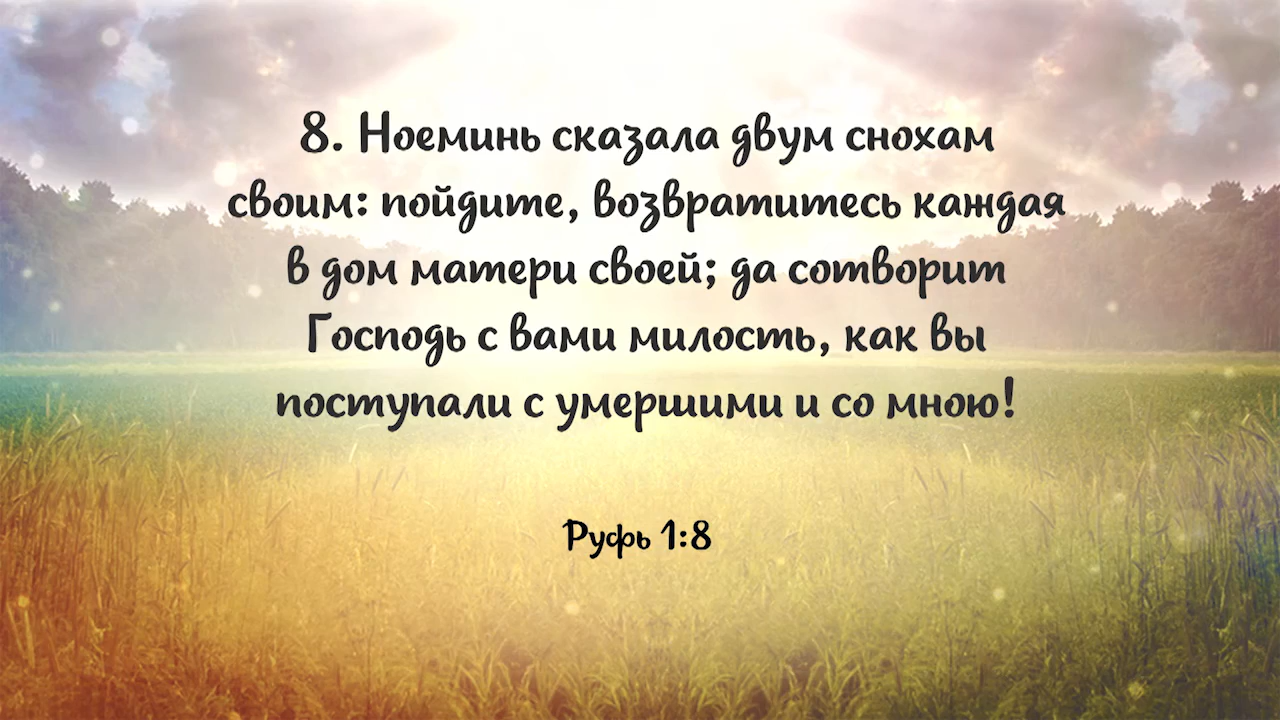 8. Ноеминь сказала двум снохам
своим: пойдите, возвратитесь каждая
в дом матери своей; да сотворит
Господь с вами милость, как вы
поступали с умершими и со мною!
Руфь 1:8